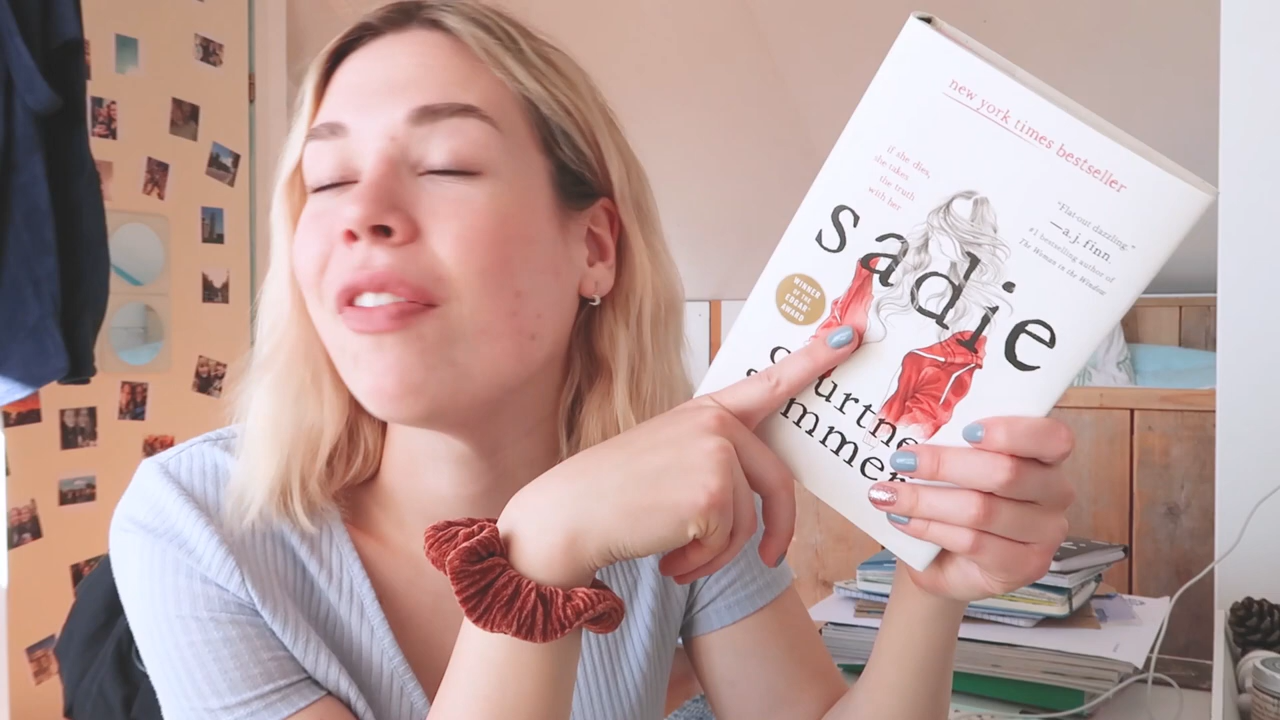 new york times bestseller
if she dies,
she takes
the truth
with her
"Flat-out dazzling."
—a.j. finn,
#1 bestselling author of
The Woman in the Window
sadie
WINNER
OF THE
EDGAR
AWARD